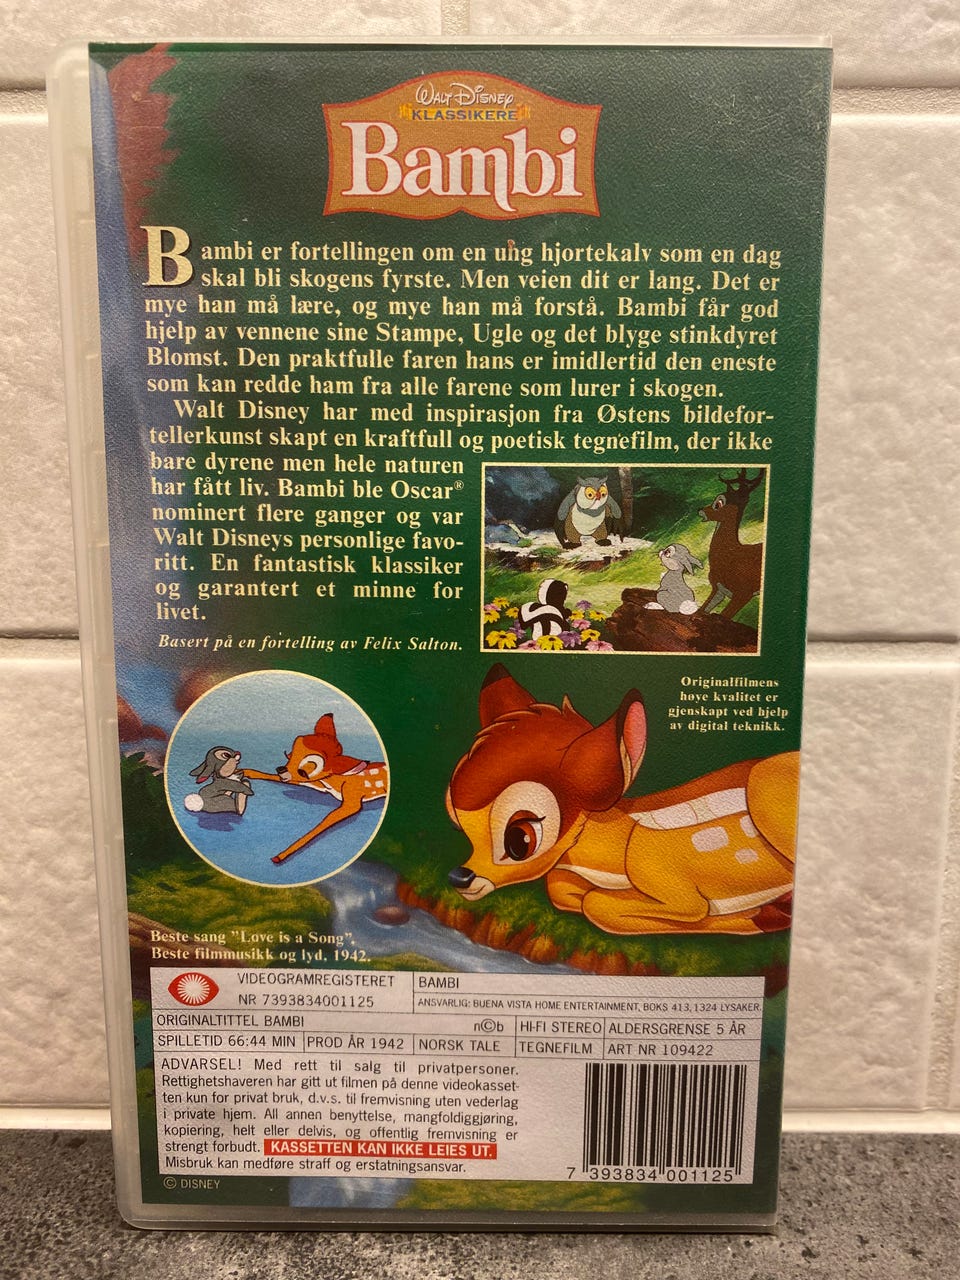 Walt Disney
KLASSIKERE
Bambi
Bambi er fortellingen om en ung hjortekalv som en dag
skal bli skogens fyrste. Men veien dit er lang. Det er
mye han må lære, og mye han må forstå. Bambi får god
hjelp av vennene sine Stampe, Ugle og det blyge stinkdyret
Blomst. Den praktfulle faren hans er imidlertid den eneste
som kan redde ham fra alle farene som lurer i skogen.
Walt Disney har med inspirasjon fra Østens bildefor-
tellerkunst skapt en kraftfull og poetisk tegnefilm, der ikke
bare dyrene men hele naturen
har fått liv. Bambi ble Oscar®
nominert flere ganger og var
Walt Disneys personlige favo-
ritt. En fantastisk klassiker
og garantert et minne for
livet.
Basert på en fortelling av Felix Salton.
Originalfilmens
høye kvalitet er
gjenskapt ved hjelp
av digital teknikk.
Beste sang "Love is a Song".
Beste filmmusikk og lyd, 1942.
VIDEOGRAMREGISTERET
NR 7393834001125
BAMBI
ANSVARLIG: BUENA VISTA HOME ENTERTAINMENT, BOKS 413, 1324 LYSAKER.
ORIGINALTITTEL BAMBI n©b HI-FI STEREO ALDERSGRENSE 5 ÅR
SPILLETID 66:44 MIN PROD ÅR 1942 NORSK TALE TEGNEFILM ART NR 109422
ADVARSEL! Med rett til salg til privatpersoner.
Rettighetshaveren har gitt ut filmen på denne videokasset-
ten kun for privat bruk, d.v.s. til fremvisning uten vederlag
i private hjem. All annen benyttelse, mangfoldiggjøring,
kopiering, helt eller delvis, og offentlig fremvisning er
strengt forbudt. KASSETTEN KAN IKKE LEIES UT.
Misbruk kan medføre straff og erstatningsansvar.
7 393834 001125
© DISNEY